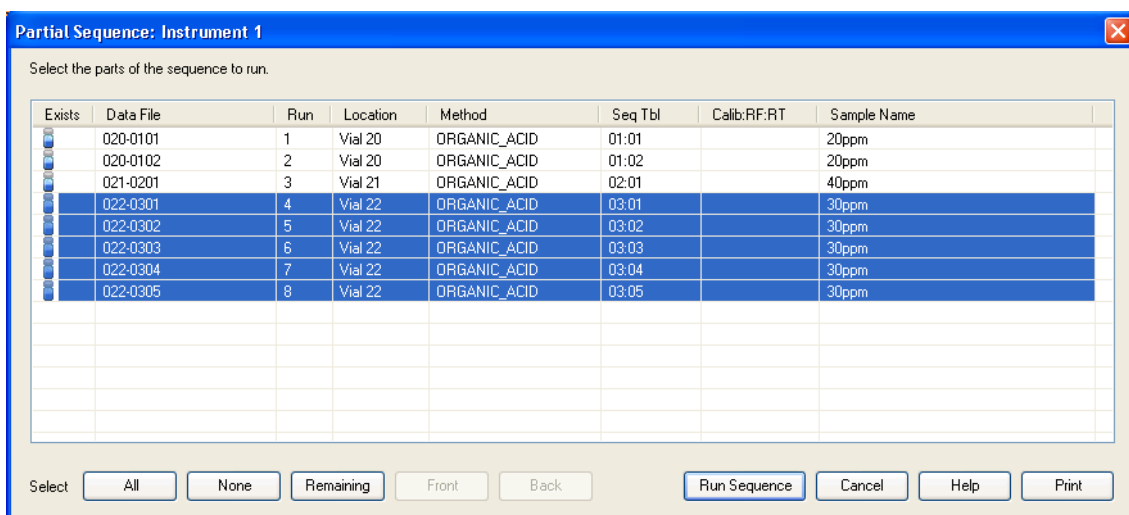 Partial Sequence: Instrument 1
Select the parts of the sequence to run.
Exists Data File Run Location Method Seq Tbl Calib:RF:RT Sample Name
020-0101 1 Vial 20 ORGANIC_ACID 01:01 20ppm
020-0102 2 Vial 20 ORGANIC_ACID 01:02 20ppm
021-0201 3 Vial 21 ORGANIC_ACID 02:01 40ppm
022-0301 4 Vial 22 ORGANIC_ACID 03:01 30ppm
022-0302 5 Vial 22 ORGANIC_ACID 03:02 30ppm
022-0303 6 Vial 22 ORGANIC_ACID 03:03 30ppm
022-0304 7 Vial 22 ORGANIC_ACID 03:04 30ppm
022-0305 8 Vial 22 ORGANIC_ACID 03:05 30ppm
Select All None Remaining Front Back Run Sequence Cancel Help Print